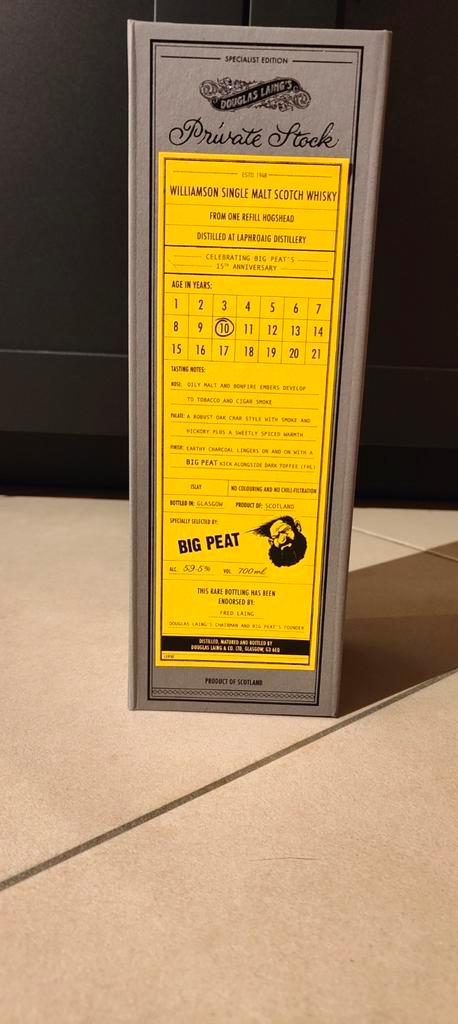 SPECIALIST EDITION
DOUGLAS LAING'S
Private Stock
ESTD 1948
WILLIAMSON SINGLE MALT SCOTCH WHISKY
FROM ONE REFILL HOGSHEAD
DISTILLED AT LAPHROAIG DISTILLERY
CELEBRATING BIG PEAT'S
15TH ANNIVERSARY
AGE IN YEARS:
1 2 3 4 5 6 7
8 9 10 11 12 13 14
15 16 17 18 19 20 21
TASTING NOTES:
NOSE: OILY MALT AND BONFIRE EMBERS DEVELOP
TO TOBACCO AND CIGAR SMOKE
PALATE: A ROBUST OAK CHAR STYLE WITH SMOKE AND
HICKORY PLUS A SWEETLY SPICED WARMTH
FINISH: EARTHY CHARCOAL LINGERS ON AND ON WITH A
BIG PEAT KICK ALONGSIDE DARK TOFFEE (FHL)
ISLAY NO COLOURING AND NO CHILL-FILTRATION
BOTTLED IN: GLASGOW PRODUCT OF: SCOTLAND
SPECIALLY SELECTED BY:
BIG PEAT
ALC. 59.5% VOL. 700ml
THIS RARE BOTTLING HAS BEEN
ENDORSED BY:
FRED LAING
DOUGLAS LAING'S CHAIRMAN AND BIG PEAT'S FOUNDER
DISTILLED, MATURED AND BOTTLED BY
DOUGLAS LAING & CO. LTD, GLASGOW, G3 6EQ
PRODUCT OF SCOTLAND